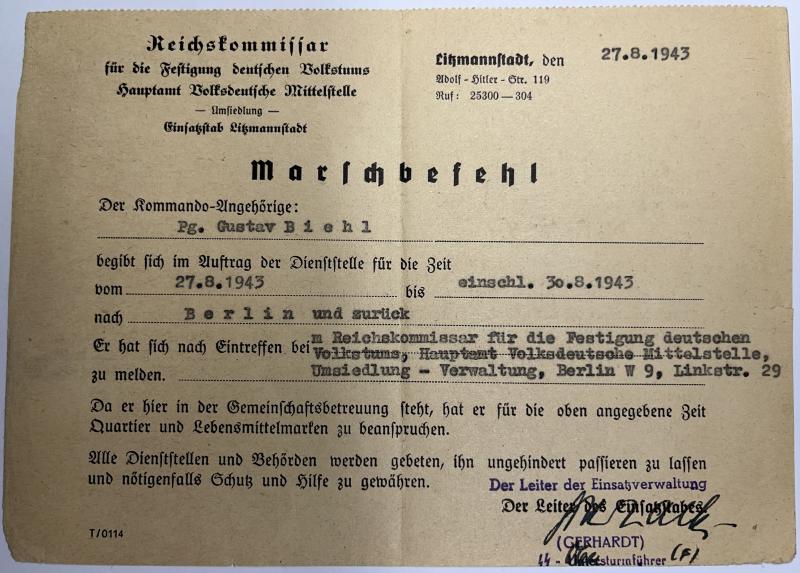 Reichskommissar
für die Festigung deutschen Volkstums
Hauptamt Volksdeutsche Mittelstelle
— Umsiedlung —
Einsatzstab Litzmannstadt
Litzmannstadt, den 27.8.1943
Adolf-Hitler-Str. 119
Ruf: 25300—304
Marschbefehl
Der Kommando-Angehörige:
Pg. Gustav B i e h l
begibt sich im Auftrag der Dienststelle für die Zeit
vom 27.8.1943 bis einschl. 3o.8.1943
nach B e r l i n und zurück
Er hat sich nach Eintreffen bei m Reichskommissar für die Festigung deutschen
Volkstums, Hauptamt Volksdeutsche Mittelstelle,
zu melden. Umsiedlung - Verwaltung, Berlin W 9, Linkstr. 29
Da er hier in der Gemeinschaftsbetreuung steht, hat er für die oben angegebene Zeit
Quartier und Lebensmittelmarken zu beanspruchen.
Alle Dienststellen und Behörden werden gebeten, ihn ungehindert passieren zu lassen
und nötigenfalls Schutz und Hilfe zu gewähren.
Der Leiter der Einsatzverwaltung
Der Leiter des Einsatzstabes.
(GERHARDT)
T/0114